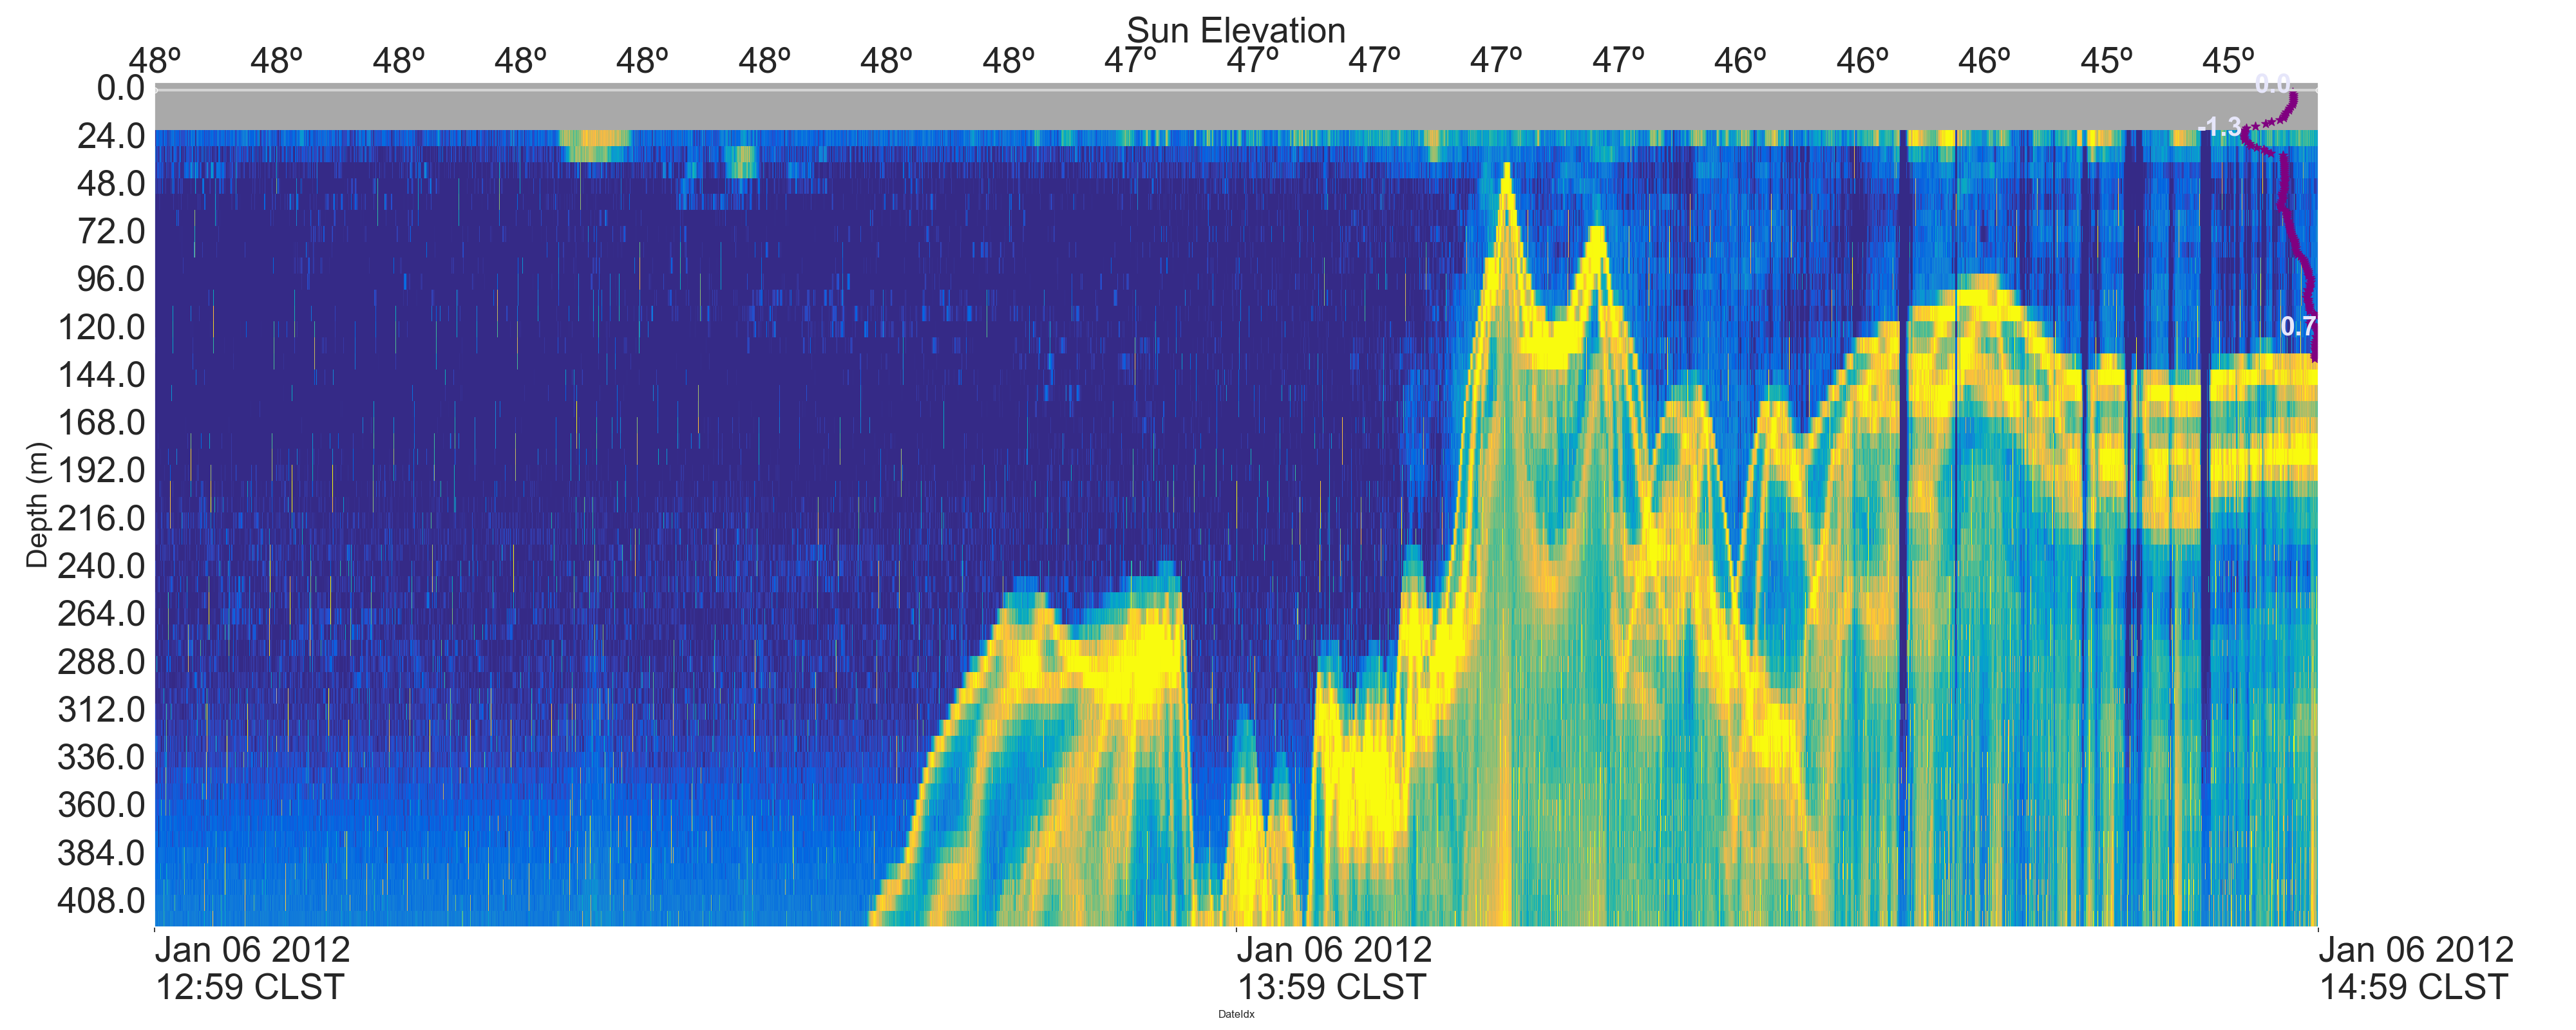 Sun Elevation
48º 48º 48º 48º 48º 48º 48º 48º 47º 47º 47º 47º 47º 46º 46º 46º 45º 45º
0.0
24.0
48.0
72.0
96.0
120.0
144.0
168.0
192.0
216.0
240.0
264.0
288.0
312.0
336.0
360.0
384.0
408.0
Depth (m)
0.0
-1.3
0.7
Jan 06 2012
12:59 CLST
Jan 06 2012
13:59 CLST
Jan 06 2012
14:59 CLST
DateIdx